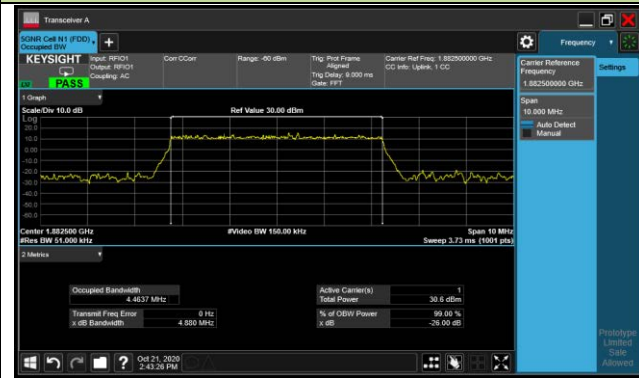 Transceiver A
5GNR Cell N1 (FDD)
Occupied BW
Frequency
KEYSIGHT
PASS
Input: RFIO1
Output: RFIO1
Coupling: AC
Corr CCorr
Range: -60 dBm
Trig: Prot Frame
Aligned
Trig Delay: 9.000 ms
Gate: FFT
Carrier Ref Freq: 1.882500000 GHz
CC Info: Uplink, 1 CC
Carrier Reference
Frequency
1.882500000 GHz
Settings
Span
10.000 MHz
Auto Detect
Manual
1 Graph
Scale/Div 10.0 dB
Ref Value 30.00 dBm
Log
20.0
10.0
0.00
-10.0
-20.0
-30.0
-40.0
-50.0
-60.0
Center 1.882500 GHz
#Video BW 150.00 kHz
Span 10 MHz
#Res BW 51.000 kHz
Sweep 3.73 ms (1001 pts)
2 Metrics
Occupied Bandwidth
4.4637 MHz
Active Carrier(s) 1
Total Power 30.6 dBm
Transmit Freq Error 0 Hz
x dB Bandwidth 4.880 MHz
% of OBW Power 99.00 %
x dB -26.00 dB
Prototype
Limited
Sale
Allowed
Oct 21, 2020
2:43:26 PM